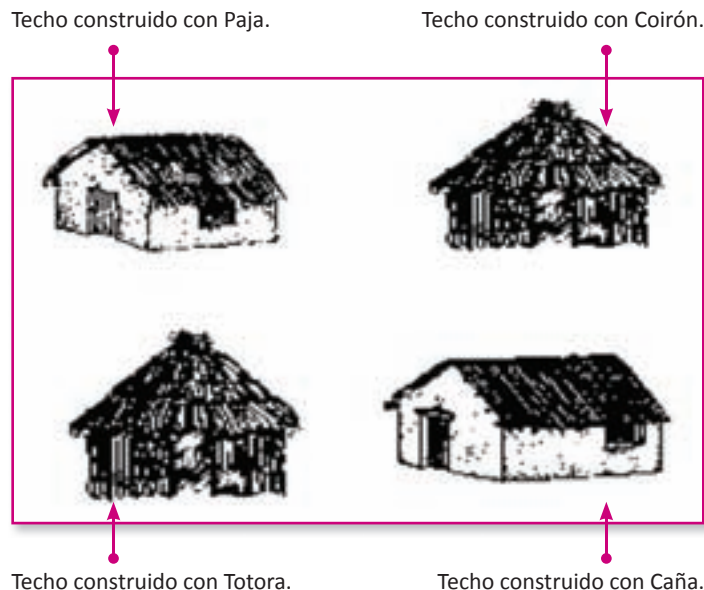 Techo construido con Paja.
Techo construido con Coirón.
Techo construido con Totora.
Techo construido con Caña.